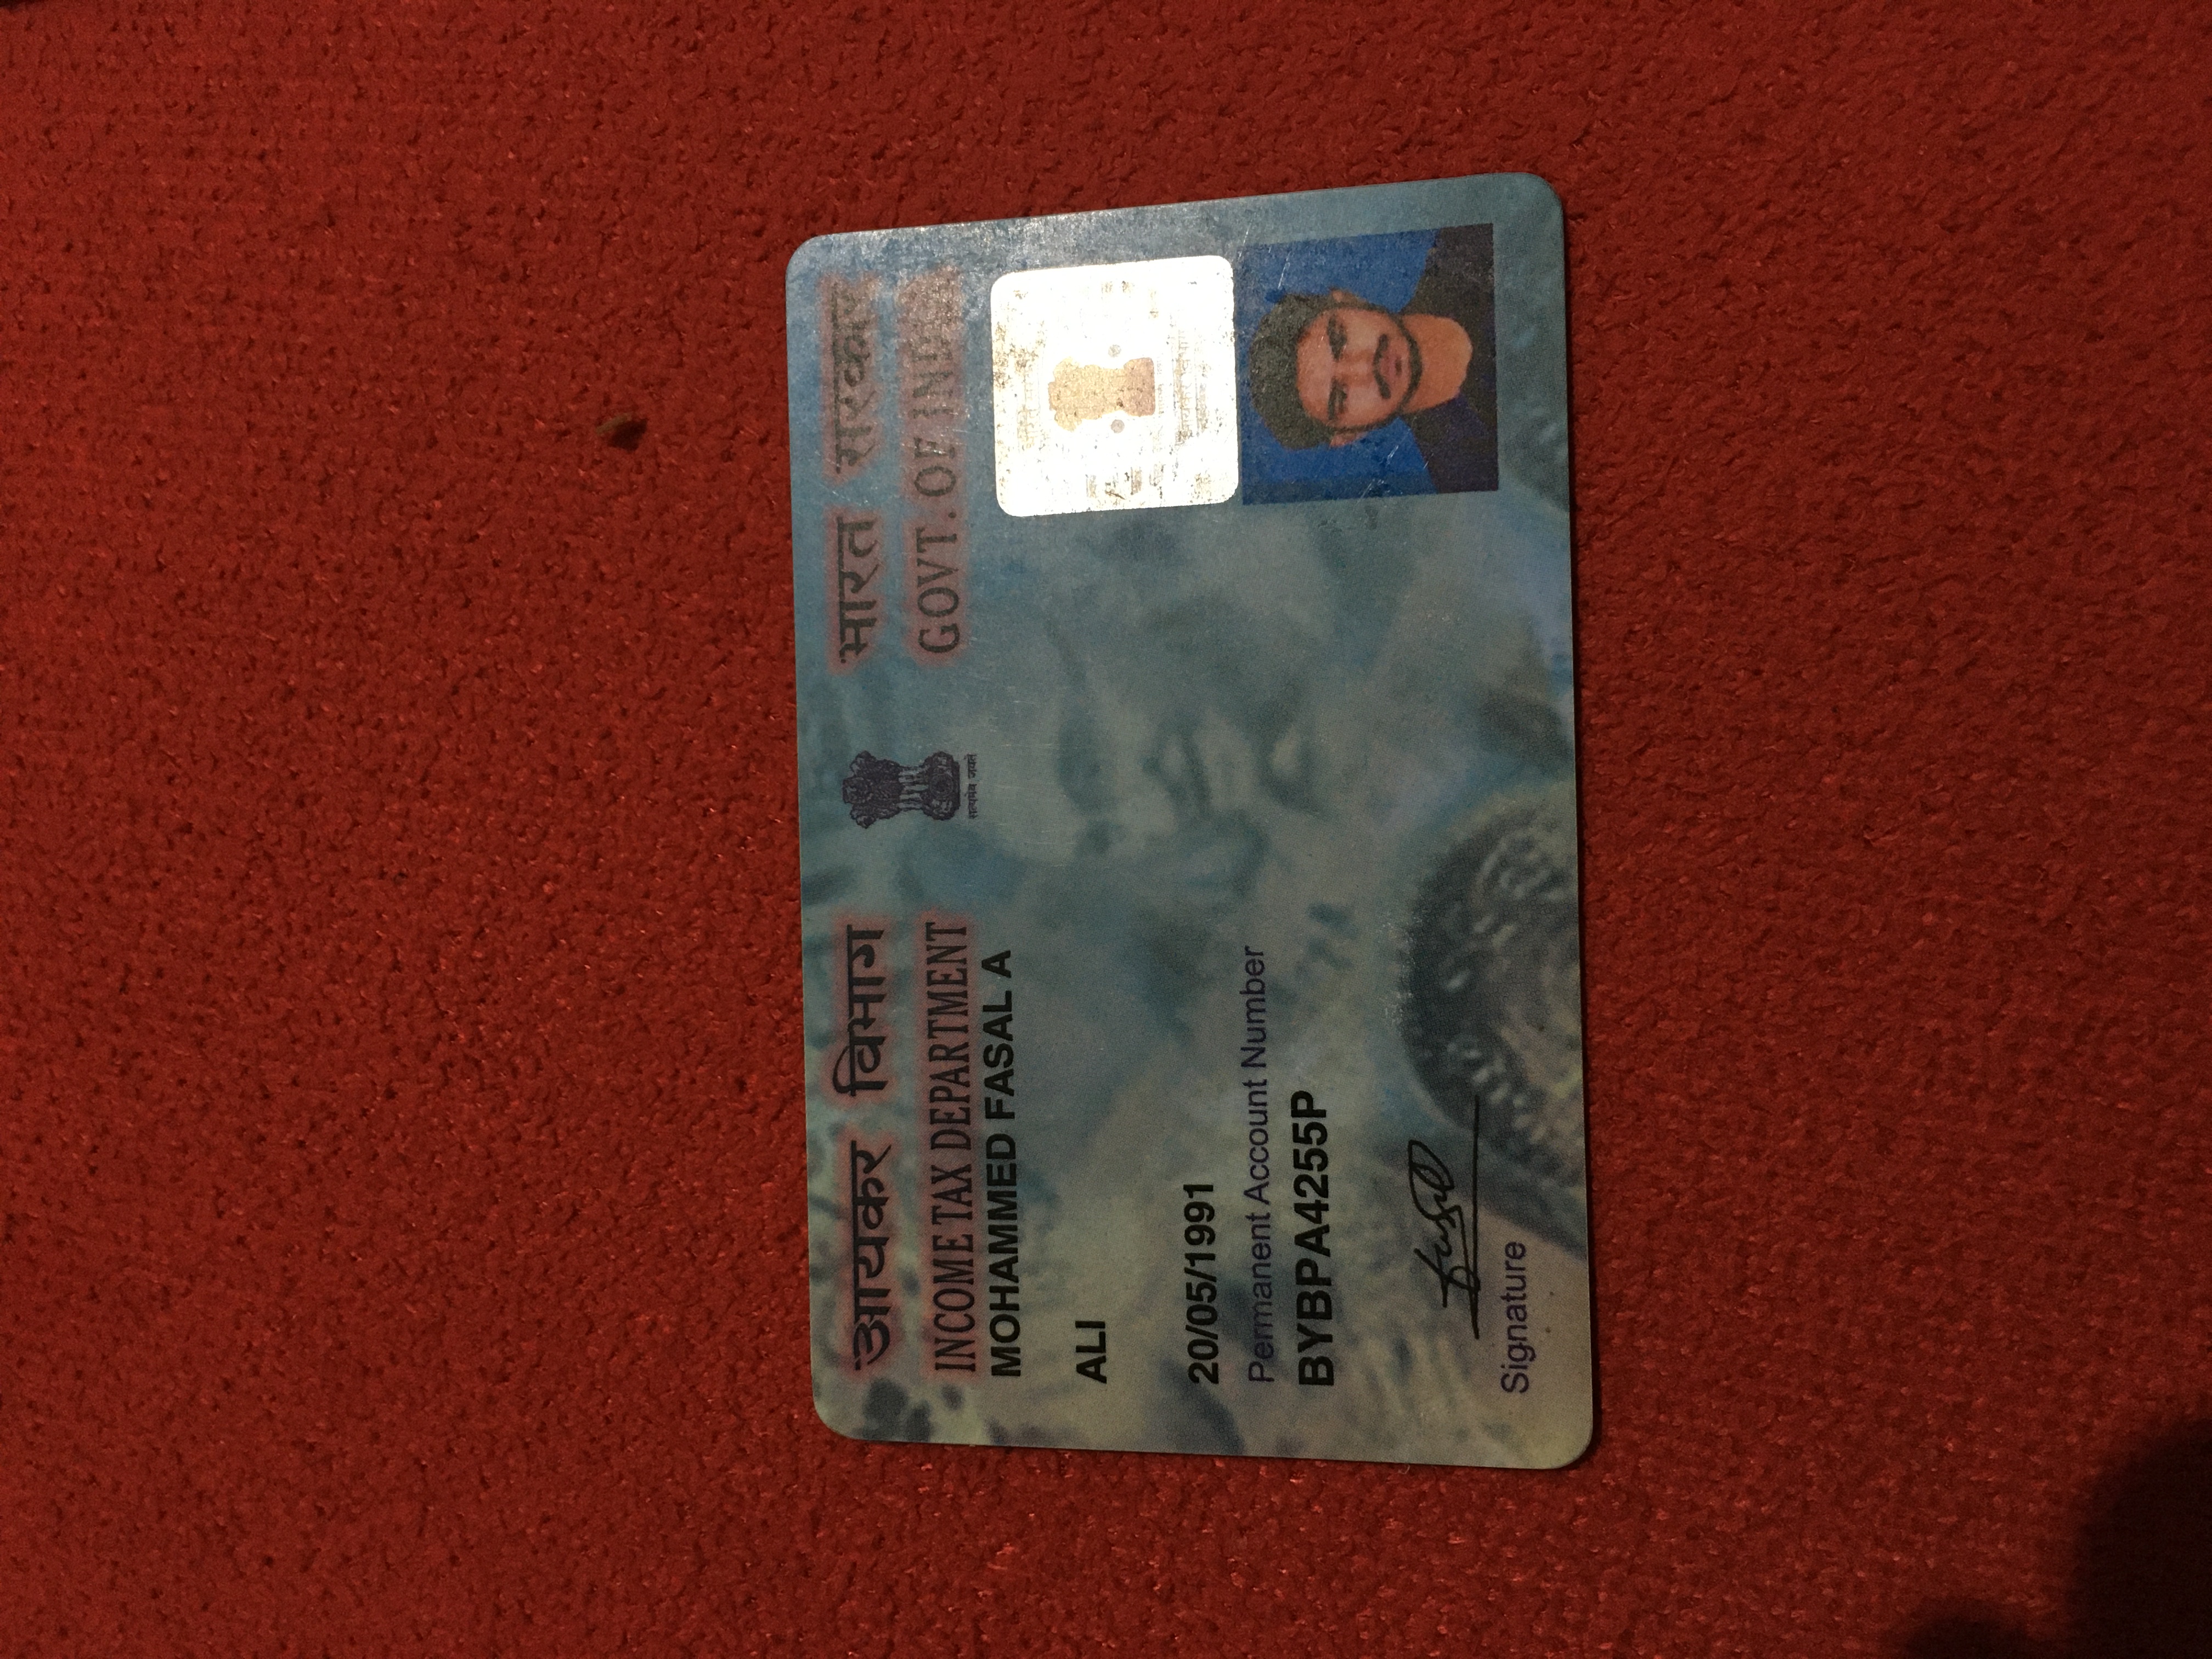 आयकर विभाग
INCOME TAX DEPARTMENT
सत्यमेव जयते
भारत सरकार
GOVT. OF INDIA
MOHAMMED FASAL A
ALI
20/05/1991
Permanent Account Number
BYBPA4255P
Signature